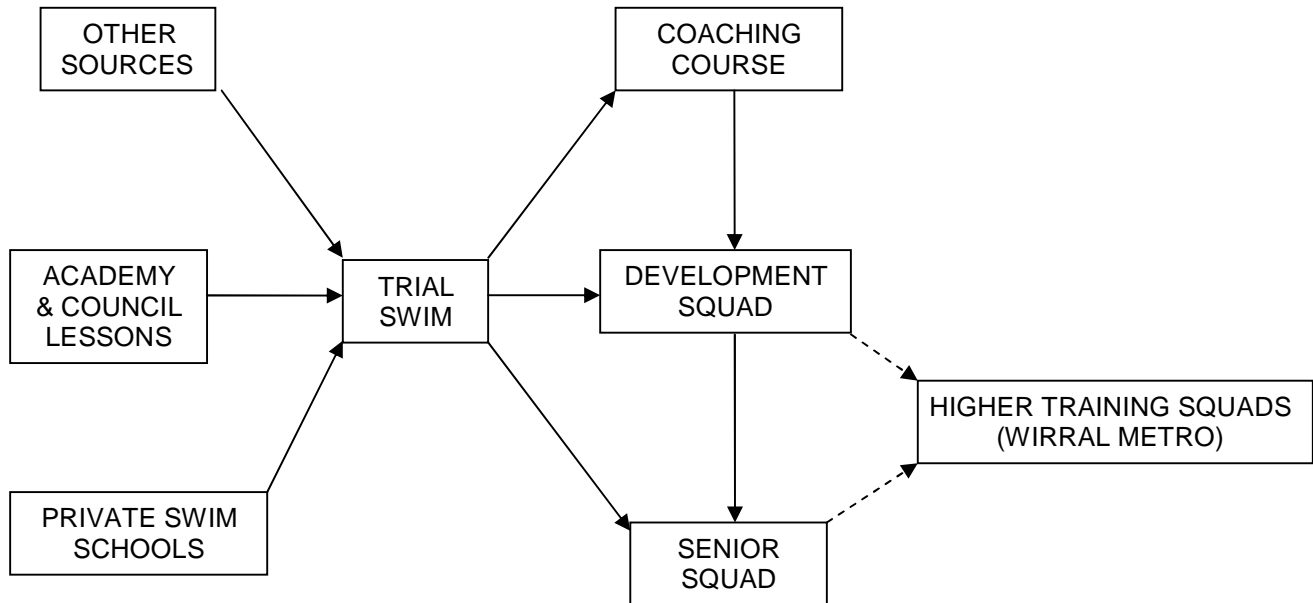 OTHER
SOURCES
COACHING
COURSE
ACADEMY
& COUNCIL
LESSONS
TRIAL
SWIM
DEVELOPMENT
SQUAD
HIGHER TRAINING SQUADS
(WIRRAL METRO)
PRIVATE SWIM
SCHOOLS
SENIOR
SQUAD